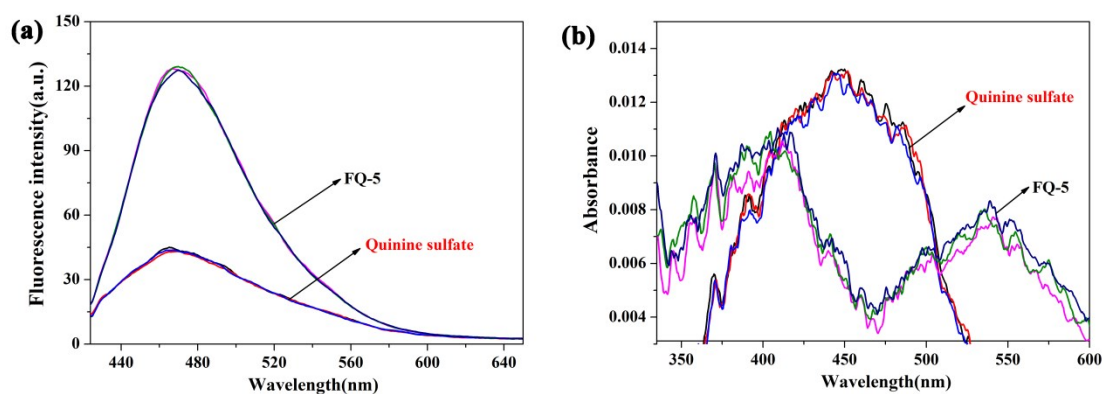 (a)
Fluorescence intensity(a.u.)
150
120
90
60
30
0
FQ-5
Quinine sulfate
440 480 520 560 600 640
Wavelength(nm)
(b)
Absorbance
0.014
0.012
0.010
0.008
0.006
0.004
Quinine sulfate
FQ-5
350 400 450 500 550 600
Wavelength(nm)